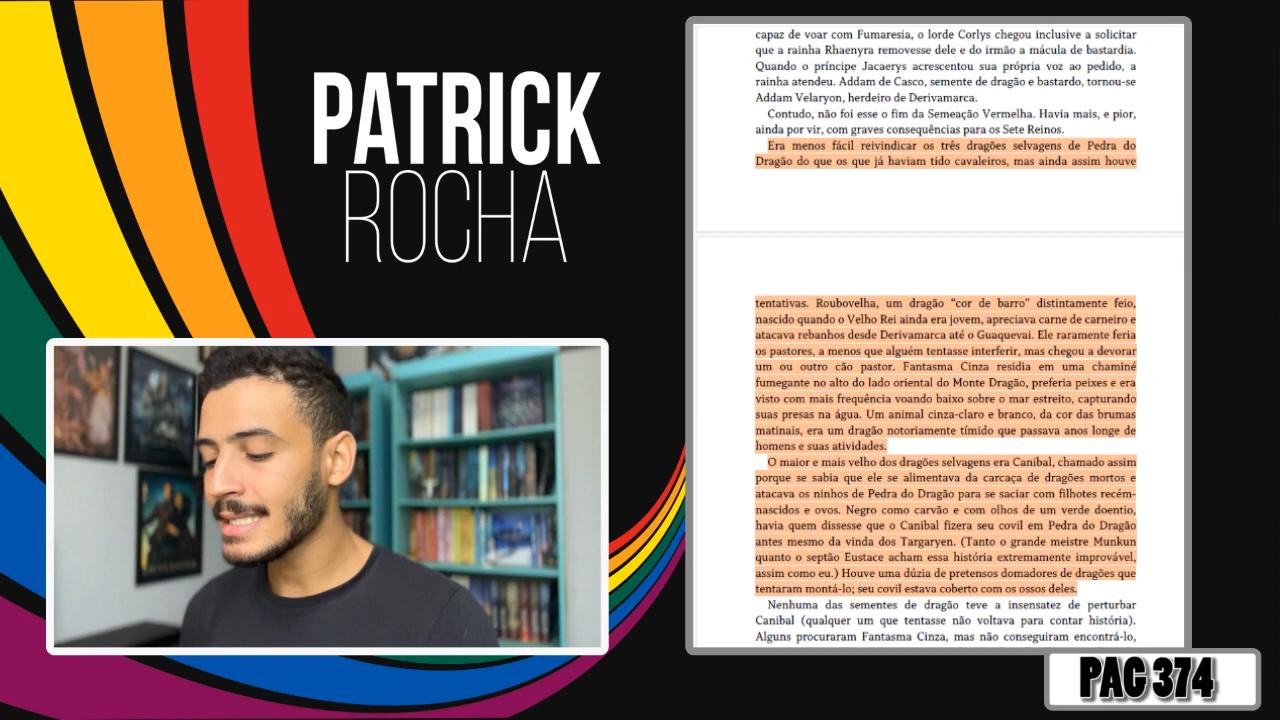 PATRICK
ROCHA
capaz de voar com Fumaresia, o lorde Corlys chegou inclusive a solicitar
que a rainha Rhaenyra removesse dele e do irmão a mácula de bastardia.
Quando o príncipe Jacaerys acrescentou sua própria voz ao pedido, a
rainha atendeu. Addam de Casco, semente de dragão e bastardo, tornou-se
Addam Velaryon, herdeiro de Derivamarca.
Contudo, não foi esse o fim da Semeação Vermelha. Havia mais, e pior,
ainda por vir, com graves consequências para os Sete Reinos.
Era menos fácil reivindicar os três dragões selvagens de Pedra do
Dragão do que os que já haviam tido cavaleiros, mas ainda assim houve
tentativas. Roubovelha, um dragão “cor de barro” distintamente feio,
nascido quando o Velho Rei ainda era jovem, apreciava carne de carneiro e
atacava rebanhos desde Derivamarca até o Guaquevai. Ele raramente feria
os pastores, a menos que alguém tentasse interferir, mas chegou a devorar
um ou outro cão pastor. Fantasma Cinza residia em uma chaminé
fumegante no alto do lado oriental do Monte Dragão, preferia peixes e era
visto com mais frequência voando baixo sobre o mar estreito, capturando
suas presas na água. Um animal cinza-claro e branco, da cor das brumas
matinais, era um dragão notoriamente tímido que passava anos longe de
homens e suas atividades.
O maior e mais velho dos dragões selvagens era Canibal, chamado assim
porque se sabia que ele se alimentava da carcaça de dragões mortos e
atacava os ninhos de Pedra do Dragão para se saciar com filhotes recém-
nascidos e ovos. Negro como carvão e com olhos de um verde doentio,
havia quem dissesse que o Canibal fizera seu covil em Pedra do Dragão
antes mesmo da vinda dos Targaryen. (Tanto o grande meistre Munkun
quanto o septão Eustace acham essa história extremamente improvável,
assim como eu.) Houve uma dúzia de pretensos domadores de dragões que
tentaram montá-lo; seu covil estava coberto com os ossos deles.
Nenhuma das sementes de dragão teve a insensatez de perturbar
Canibal (qualquer um que tentasse não voltava para contar história).
Alguns procuraram Fantasma Cinza, mas não conseguiram encontrá-lo,
PAG 374